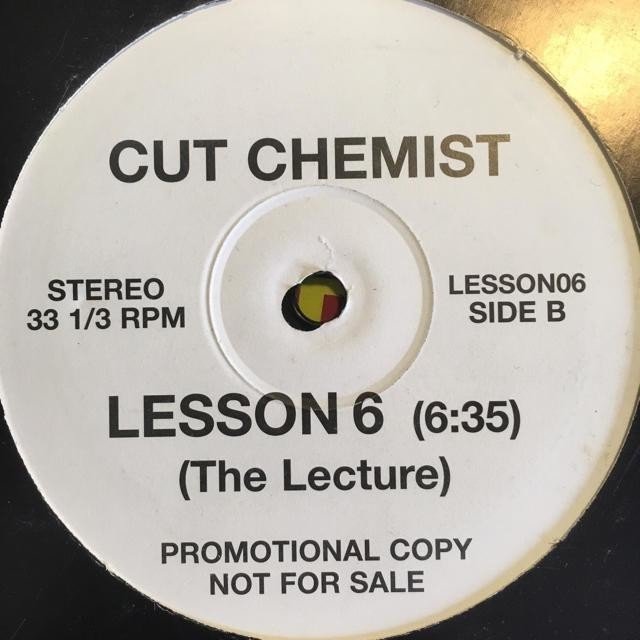 CUT CHEMIST
STEREO
33 1/3 RPM
LESSON06
SIDE B
LESSON 6 (6:35)
(The Lecture)
PROMOTIONAL COPY
NOT FOR SALE